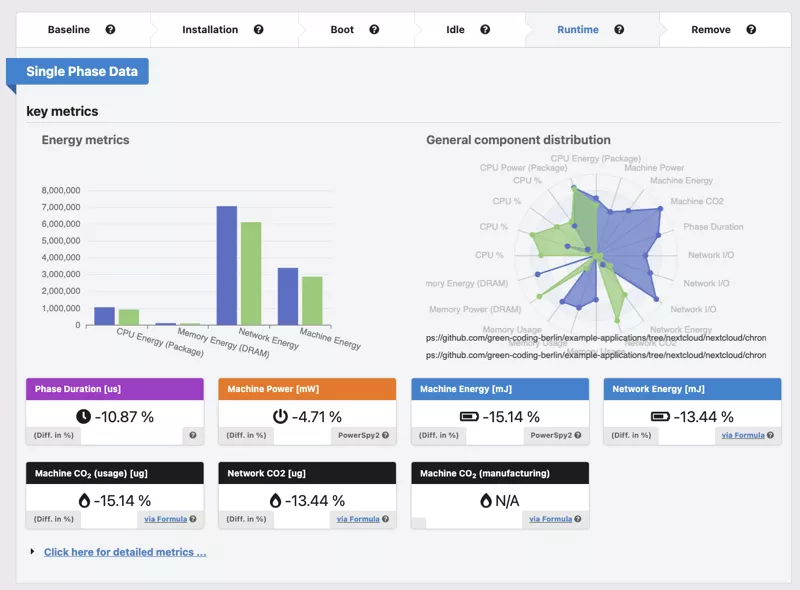 Baseline
Installation
Boot
Idle
Runtime
Remove
Single Phase Data
key metrics
Energy metrics
8,000,000
7,000,000
6,000,000
5,000,000
4,000,000
3,000,000
2,000,000
1,000,000
0
CPU Energy (Package)
Memory Energy (DRAM)
Network Energy
Machine Energy
General component distribution
CPU Energy (Package)
CPU Power (Package)
Machine Power
CPU %
Machine Energy
CPU %
Machine CO2
CPU %
Phase Duration
CPU %
Network I/O
mory Energy (DRAM)
Network I/O
Memory Power (DRAM)
Network I/O
Memory Usage
Network Energy
Memory Usage
Network CO2
ps://github.com/green-coding-berlin/example-applications/tree/nextcloud/nextcloud/chron
ps://github.com/green-coding-berlin/example-applications/tree/nextcloud/nextcloud/chron
Phase Duration [us]
-10.87 %
(Diff. in %)
Machine Power [mW]
-4.71 %
(Diff. in %)
PowerSpy2
Machine Energy [mJ]
-15.14 %
(Diff. in %)
PowerSpy2
Network Energy [mJ]
-13.44 %
(Diff. in %)
via Formula
Machine CO₂ (usage) [ug]
-15.14 %
(Diff. in %)
via Formula
Network CO2 [ug]
-13.44 %
(Diff. in %)
via Formula
Machine CO₂ (manufacturing)
N/A
via Formula
Click here for detailed metrics ...